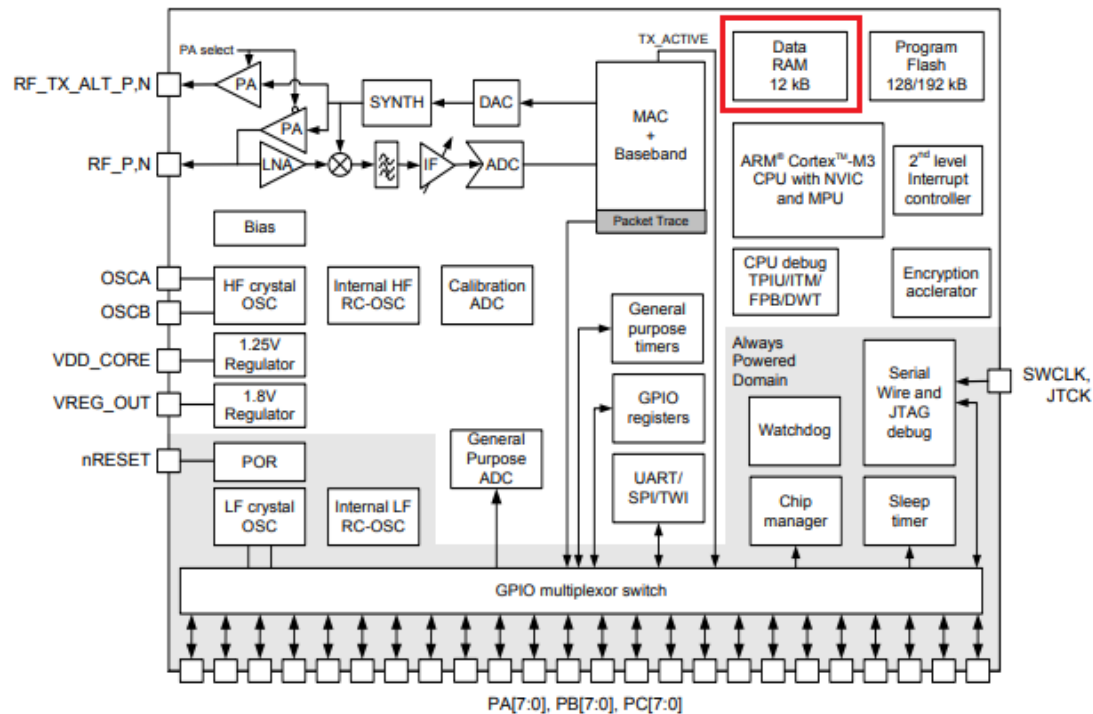 PA select
RF_TX_ALT_P,N
PA
PA
SYNTH
DAC
TX_ACTIVE
MAC
+
Baseband
Packet Trace
RF_P,N
LNA
IF
ADC
Data
RAM
12 kB
Program
Flash
128/192 kB
ARM® Cortex™-M3
CPU with NVIC
and MPU
2nd level
Interrupt
controller
Bias
OSCA
OSCB
HF crystal
OSC
Internal HF
RC-OSC
Calibration
ADC
CPU debug
TPIU/ITM/
FPB/DWT
Encryption
acclerator
VDD_CORE
1.25V
Regulator
VREG_OUT
1.8V
Regulator
General
purpose
timers
GPIO
registers
UART/
SPI/TWI
Always
Powered
Domain
Serial
Wire and
JTAG
debug
SWCLK,
JTCK
Watchdog
nRESET
POR
General
Purpose
ADC
LF crystal
OSC
Internal LF
RC-OSC
Chip
manager
Sleep
timer
GPIO multiplexor switch
PA[7:0], PB[7:0], PC[7:0]